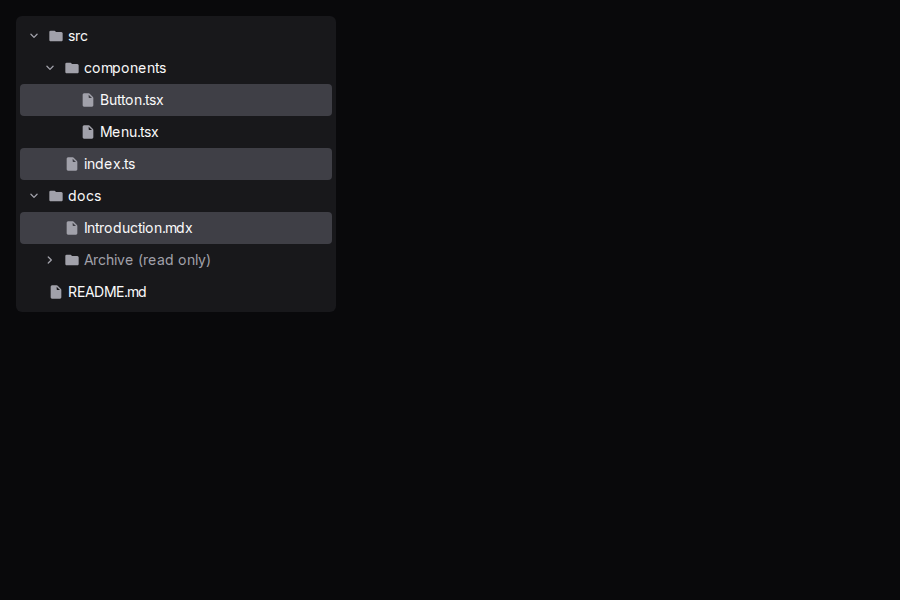 src
components
Button.tsx
Menu.tsx
index.ts
docs
Introduction.mdx
Archive (read only)
README.md